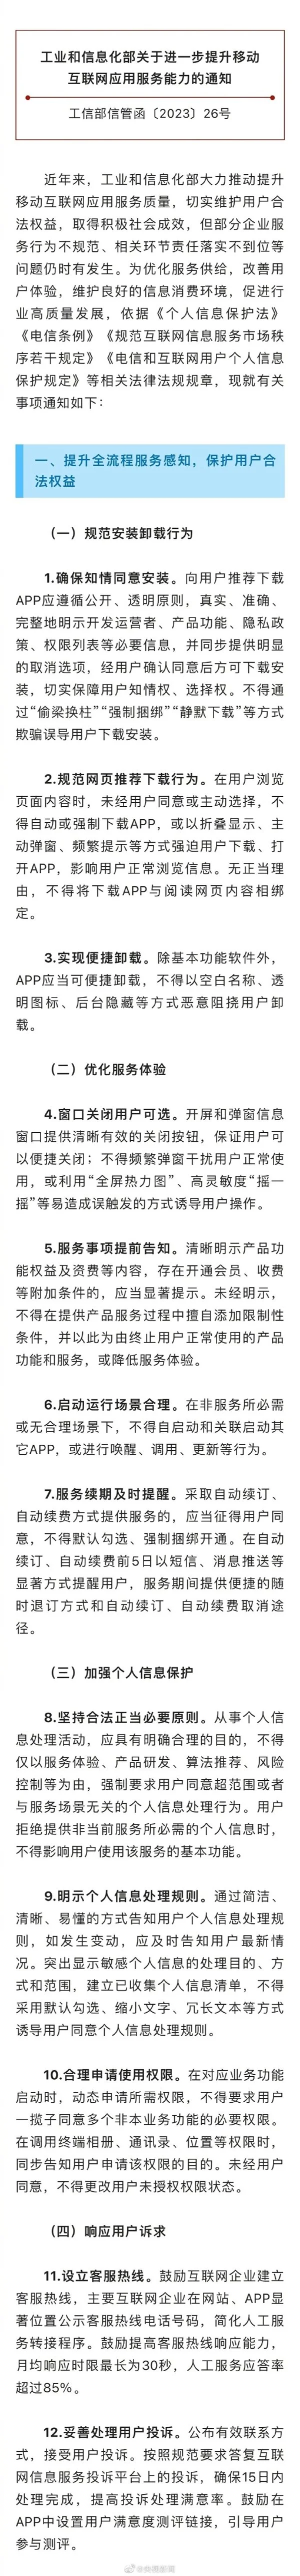 工业和信息化部关于进一步提升移动
互联网应用服务能力的通知
工信部信管函〔2023〕26号
近年来，工业和信息化部大力推动提升
移动互联网应用服务质量，切实维护用户合
法权益，取得积极社会成效，但部分企业服
务行为不规范、相关环节责任落实不到位等
问题仍时有发生。为优化服务供给，改善用
户体验，维护良好的信息消费环境，促进行
业高质量发展，依据《个人信息保护法》
《电信条例》《规范互联网信息服务市场秩
序若干规定》《电信和互联网用户个人信息
保护规定》等相关法律法规规章，现就有关
事项通知如下：
一、提升全流程服务感知，保护用户合
法权益
（一）规范安装卸载行为
1.确保知情同意安装。向用户推荐下载
APP应遵循公开、透明原则，真实、准确、
完整地明示开发运营者、产品功能、隐私政
策、权限列表等必要信息，并同步提供明显
的取消选项，经用户确认同意后方可下载安
装，切实保障用户知情权、选择权。不得通
过“偷梁换柱”“强制捆绑”“静默下载”等方式
欺骗误导用户下载安装。
2.规范网页推荐下载行为。在用户浏览
页面内容时，未经用户同意或主动选择，不
得自动或强制下载APP，或以折叠显示、主
动弹窗、频繁提示等方式强迫用户下载、打
开APP，影响用户正常浏览信息。无正当理
由，不得将下载APP与阅读网页内容相绑
定。
3.实现便捷卸载。除基本功能软件外，
APP应当可便捷卸载，不得以空白名称、透
明图标、后台隐藏等方式恶意阻挠用户卸
载。
（二）优化服务体验
4.窗口关闭用户可选。开屏和弹窗信息
窗口提供清晰有效的关闭按钮，保证用户可
以便捷关闭；不得频繁弹窗干扰用户正常使
用，或利用“全屏热力图”、高灵敏度“摇一
摇”等易造成误触发的方式诱导用户操作。
5.服务事项提前告知。清晰明示产品功
能权益及资费等内容，存在开通会员、收费
等附加条件的，应当显著提示。未经明示，
不得在提供产品服务过程中擅自添加限制性
条件，并以此为由终止用户正常使用的产品
功能和服务，或降低服务体验。
6.启动运行场景合理。在非服务所必需
或无合理场景下，不得自启动和关联启动其
它APP，或进行唤醒、调用、更新等行为。
7.服务续期及时提醒。采取自动续订、
自动续费方式提供服务的，应当征得用户同
意，不得默认勾选、强制捆绑开通。在自动
续订、自动续费前5日以短信、消息推送等
显著方式提醒用户，服务期间提供便捷的随
时退订方式和自动续订、自动续费取消途
径。
（三）加强个人信息保护
8.坚持合法正当必要原则。从事个人信
息处理活动，应具有明确合理的目的，不得
仅以服务体验、产品研发、算法推荐、风险
控制等为由，强制要求用户同意超范围或者
与服务场景无关的个人信息处理行为。用户
拒绝提供非当前服务所必需的个人信息时，
不得影响用户使用该服务的基本功能。
9.明示个人信息处理规则。通过简洁、
清晰、易懂的方式告知用户个人信息处理规
则，如发生变动，应及时告知用户最新情
况。突出显示敏感个人信息的处理目的、方
式和范围，建立已收集个人信息清单，不得
采用默认勾选、缩小文字、冗长文本等方式
诱导用户同意个人信息处理规则。
10.合理申请使用权限。在对应业务功能
启动时，动态申请所需权限，不得要求用户
一揽子同意多个非本业务功能的必要权限。
在调用终端相册、通讯录、位置等权限时，
同步告知用户申请该权限的目的。未经用户
同意，不得更改用户未授权权限状态。
（四）响应用户诉求
11.设立客服热线。鼓励互联网企业建立
客服热线，主要互联网企业在网站、APP显
著位置公示客服热线电话号码，简化人工服
务转接程序。鼓励提高客服热线响应能力，
月均响应时限最长为30秒，人工服务应答率
超过85%。
12.妥善处理用户投诉。公布有效联系方
式，接受用户投诉。按照规范要求答复互联
网信息服务投诉平台上的投诉，确保15日内
处理完成，提高投诉处理满意率。鼓励在
APP中设置用户满意度测评链接，引导用户
参与测评。
@央视新闻